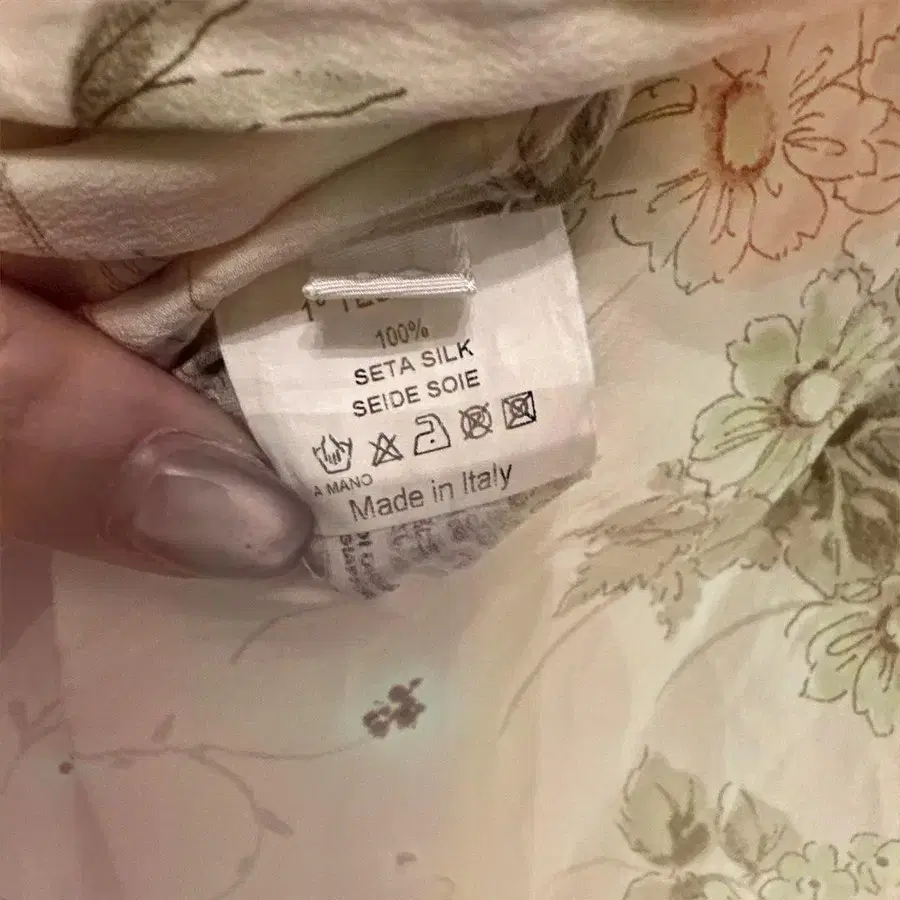 100%
SETA SILK
SEIDE SOIE
A MANO
Made in Italy